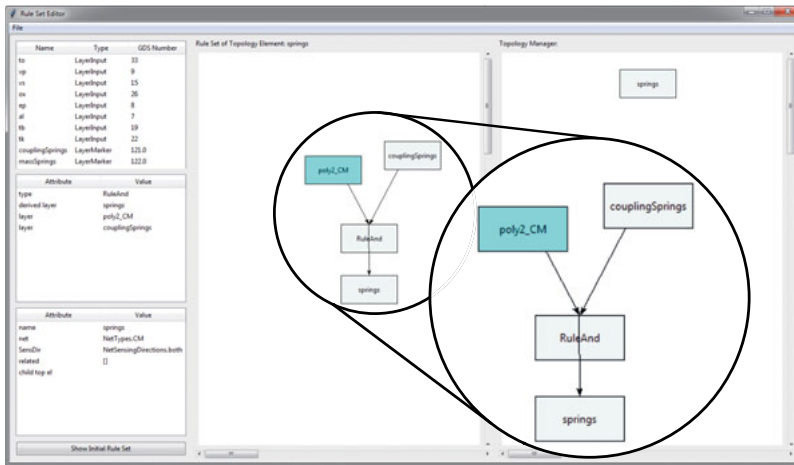 Rule Set Editor
File
Name Type GDS Number
to LayerInput 33
vp LayerInput 9
vs LayerInput 15
ox LayerInput 26
ep LayerInput 8
al LayerInput 7
tb LayerInput 19
tk LayerInput 22
couplingSprings LayerMarker 121.0
massSprings LayerMarker 122.0
Attribute Value
type RuleAnd
derived layer springs
layer poly2_CM
layer couplingSprings
Attribute Value
name springs
net NetTypes.CM
SensDir NetSensingDirections.both
related []
child top el
Show Initial Rule Set
Rule Set of Topology Element: springs
poly2_CM
couplingSprings
RuleAnd
springs
Topology Manager:
springs
poly2_CM
couplingSprings
RuleAnd
springs